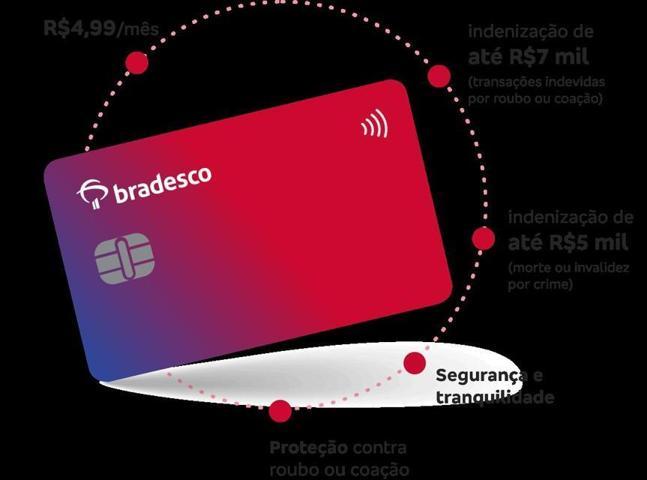 R$4,99/mês
indenização de
até R$7 mil
(transações indevidas
por roubo ou coação)
bradesco
indenização de
até R$5 mil
(morte ou invalidez
por crime)
Segurança e
tranquilidade
Proteção contra
roubo ou coação